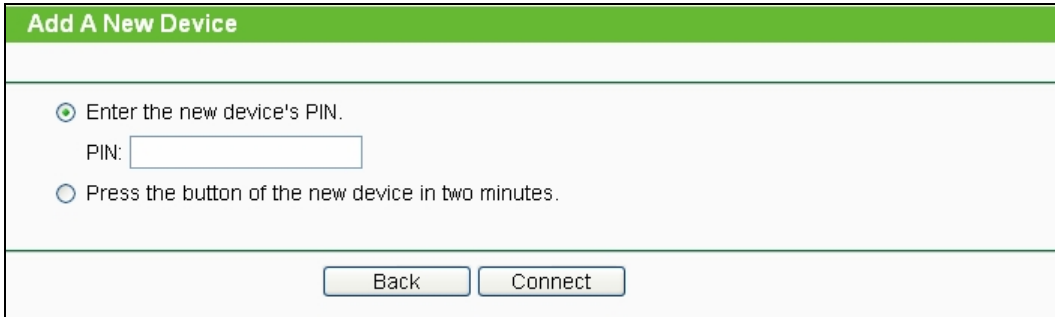 Add A New Device
Enter the new device's PIN.
PIN:
Press the button of the new device in two minutes.
Back Connect